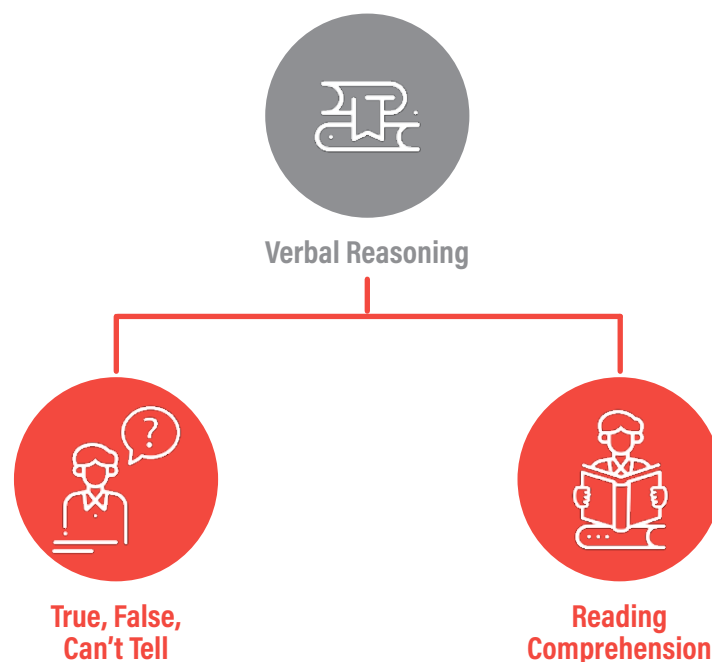 Verbal Reasoning
?
True, False,
Can't Tell
Reading
Comprehension